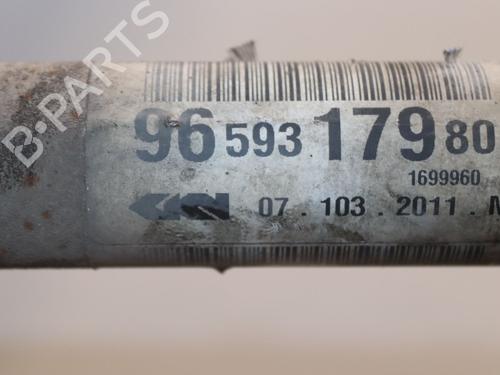 B-PARTS
96 593 179 80
1699960
07 . 103 . 2011 . M